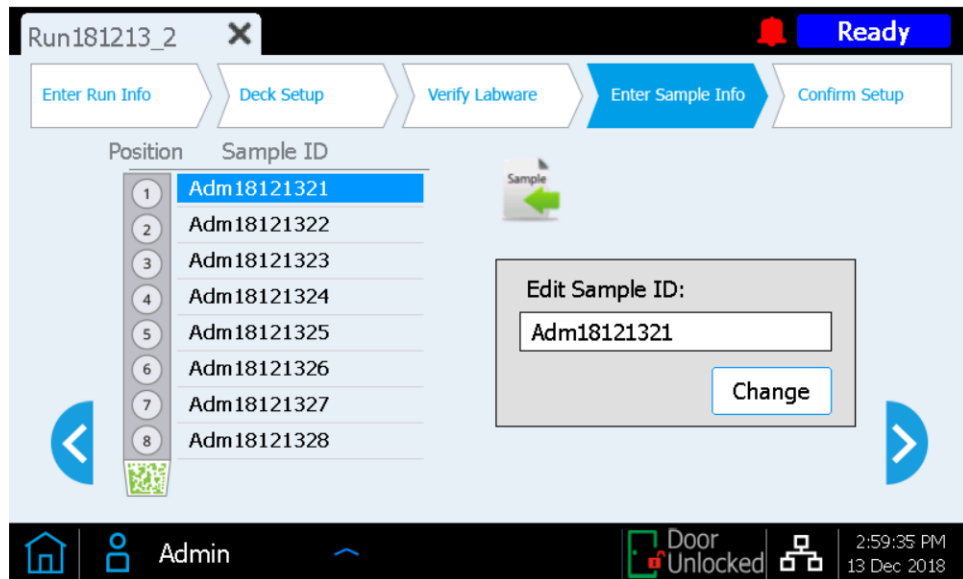 Run181213_2
Ready
Enter Run Info
Deck Setup
Verify Labware
Enter Sample Info
Confirm Setup
Position Sample ID
1 Adm18121321
2 Adm18121322
3 Adm18121323
4 Adm18121324
5 Adm18121325
6 Adm18121326
7 Adm18121327
8 Adm18121328
Sample
Edit Sample ID:
Adm18121321
Change
Admin
Door
Unlocked
2:59:35 PM
13 Dec 2018